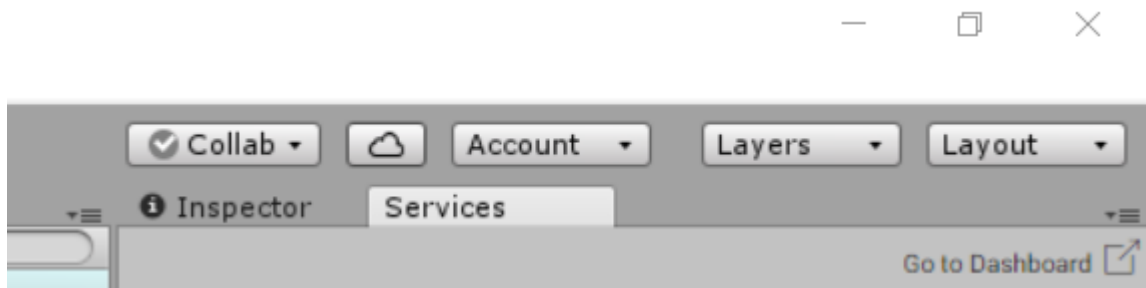 Collab Account Layers Layout
Inspector Services
Go to Dashboard